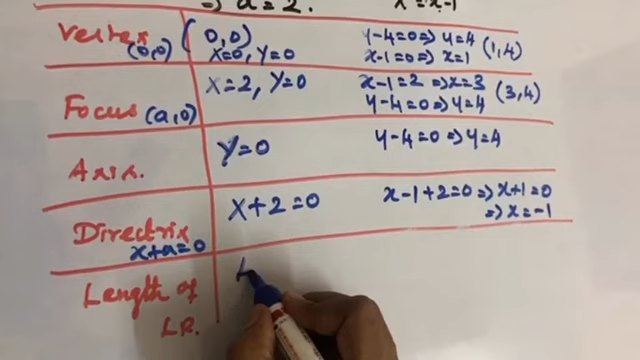 ⇒ a = 2. x = x-1
Vertex (0,0) (0,0) y-4=0 ⇒ y=4 (1,4)
X=0, Y=0 x-1=0 ⇒ x=1
X=2, Y=0 x-1=2 ⇒ x=3 (3,4)
Focus (a,0) y-4=0 ⇒ y=4
Y=0 y-4=0 ⇒ y=4
Axis.
X+2=0 x-1+2=0 ⇒ x+1=0
Directrix ⇒ x=-1
x+a=0
Length of
LR.